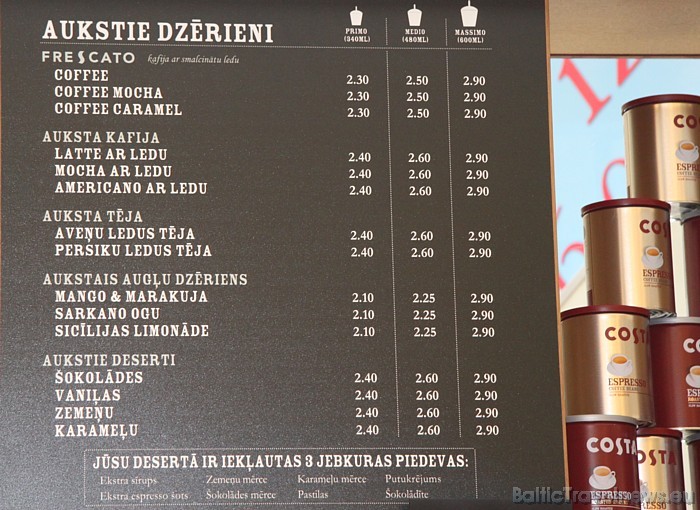 AUKSTIE DZĒRIENI PRIMO MEDIO MASSIMO
(340ML) (480ML) (600ML)
FRESCATO kafija ar smalcinātu ledu
COFFEE 2.30 2.50 2.90
COFFEE MOCHA 2.30 2.50 2.90
COFFEE CARAMEL 2.30 2.50 2.90
AUKSTA KAFIJA
LATTE AR LEDU 2.40 2.60 2.90
MOCHA AR LEDU 2.40 2.60 2.90
AMERICANO AR LEDU 2.40 2.60 2.90
AUKSTA TĒJA
AVEŅU LEDUS TĒJA 2.40 2.60 2.90
PERSIKU LEDUS TĒJA 2.40 2.60 2.90
AUKSTAIS AUGĻU DZĒRIENS
MANGO & MARAKUJA 2.10 2.25 2.90
SARKANO OGU 2.10 2.25 2.90
SICĪLIJAS LIMONĀDE 2.10 2.25 2.90
AUKSTIE DESERTI
ŠOKOLĀDES 2.40 2.60 2.90
VANIĻAS 2.40 2.60 2.90
ZEMEŅU 2.40 2.60 2.90
KARAMEĻU 2.40 2.60 2.90
JŪSU DESERTĀ IR IEKĻAUTAS 3 JEBKURAS PIEDEVAS:
Ekstra sīrups Zemeņu mērce Karameļu mērce Putukrējums
Ekstra espresso šots Šokolādes mērce Pastilas Šokolādīte
COSTA
ESPRESSO
COSTA
ESPRESSO
COSTA
ESPRESSO
COSTA
ESPRESSO
BalticTravelnews.eu